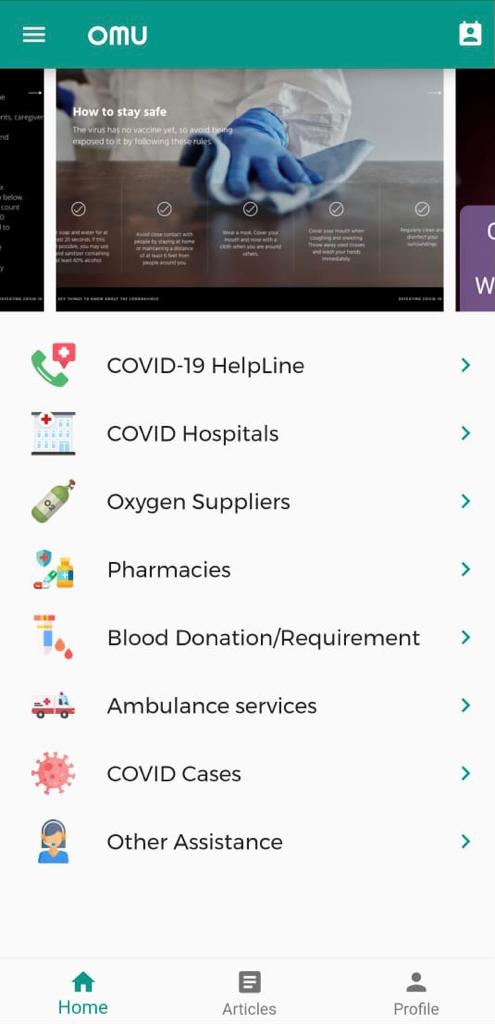 OMU
How to stay safe
The virus has no vaccine yet, so avoid being
exposed to it by following these rules.
soap and water for at
least 20 seconds. If this
possible, you may use
hand sanitizer containing
at least 60% alcohol
Avoid close contact with
people by staying at home
or maintaining a distance
of at least 6 feet from
people around you.
Wear a mask. Cover your
mouth and nose with a
cloth when you are around
others.
Cover your mouth when
coughing and sneezing.
Throw away used tissues
and wash your hands
immediately.
Regularly clean and
disinfect your
surroundings.
KEY THINGS TO KNOW ABOUT THE CORONAVIRUS
DEFEATING COVID-19
COVID-19 HelpLine
COVID Hospitals
O2
Oxygen Suppliers
Pharmacies
Blood Donation/Requirement
Ambulance services
COVID Cases
Other Assistance
Home
Articles
Profile